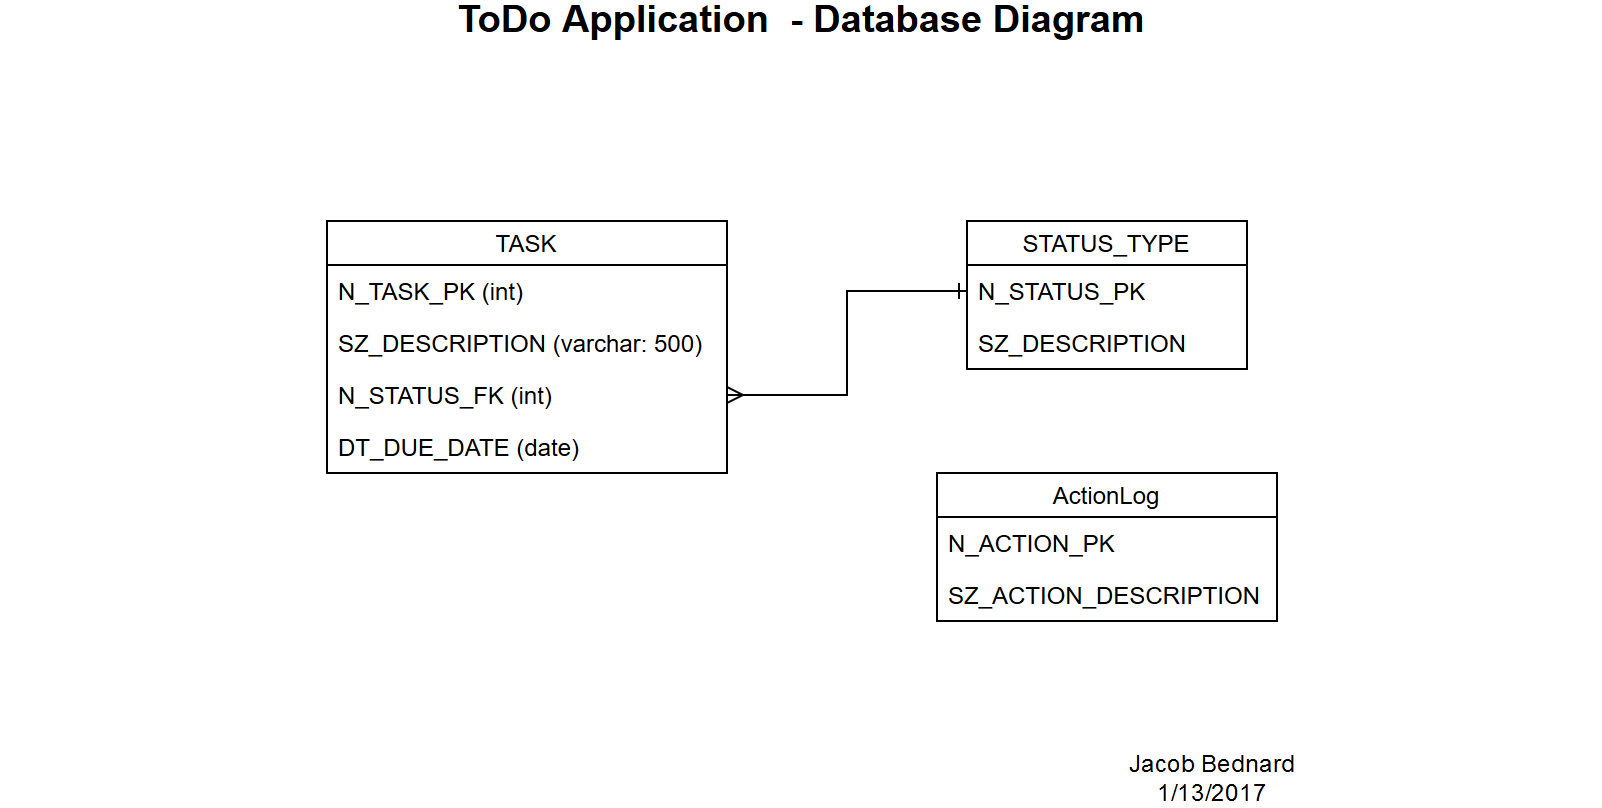 ToDo Application  - Database Diagram
TASK
N_TASK_PK (int)
SZ_DESCRIPTION (varchar: 500)
N_STATUS_FK (int)
DT_DUE_DATE (date)
STATUS_TYPE
N_STATUS_PK
SZ_DESCRIPTION
ActionLog
N_ACTION_PK
SZ_ACTION_DESCRIPTION
Jacob Bednard
1/13/2017